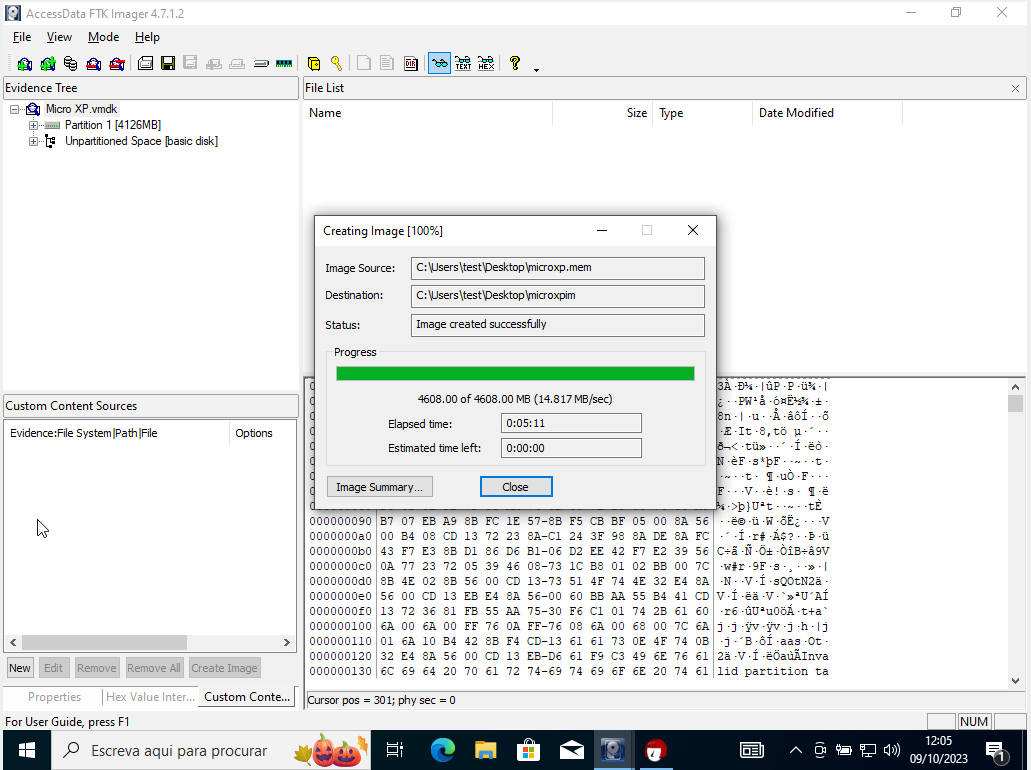 AccessData FTK Imager 4.7.1.2
File View Mode Help
Evidence Tree
Micro XP.vmdk
Partition 1 [4126MB]
Unpartitioned Space [basic disk]
File List
Name Size Type Date Modified
Creating Image [100%]
Image Source: C:\Users\test\Desktop\microxp.mem
Destination: C:\Users\test\Desktop\microxpim
Status: Image created successfully
Progress
4608.00 of 4608.00 MB (14.817 MB/sec)
Elapsed time: 0:05:11
Estimated time left: 0:00:00
Image Summary... Close
Custom Content Sources
Evidence:File System|Path|File Options
New Edit Remove Remove All Create Image
Properties Hex Value Inter... Custom Conte...
000000090 B7 07 EB A9 8B FC 1E 57-8B F5 CB BF 05 00 8A 56
0000000a0 00 B4 08 CD 13 72 23 8A-C1 24 3F 98 8A DE 8A FC
0000000b0 43 F7 E3 8B D1 86 D6 B1-06 D2 EE 42 F7 E2 39 56
0000000c0 0A 77 23 72 05 39 46 08-73 1C B8 01 02 BB 00 7C
0000000d0 8B 4E 02 8B 56 00 CD 13-73 51 4F 74 4E 32 E4 8A
0000000e0 56 00 CD 13 EB E4 8A 56-00 60 BB AA 55 B4 41 CD
0000000f0 13 72 36 81 FB 55 AA 75-30 F6 C1 01 74 2B 61 60
000000100 6A 00 6A 00 FF 76 0A FF-76 08 6A 00 68 00 7C 6A
000000110 01 6A 10 B4 42 8B F4 CD-13 61 61 73 0E 4F 74 0B
000000120 32 E4 8A 56 00 CD 13 EB-D6 61 F9 C3 49 6E 76 61
000000130 6C 69 64 20 70 61 72 74-69 74 69 6F 6E 20 74 61 lid partition ta
Cursor pos = 301; phy sec = 0
For User Guide, press F1
NUM
Escreva aqui para procurar
12:05
09/10/2023
1